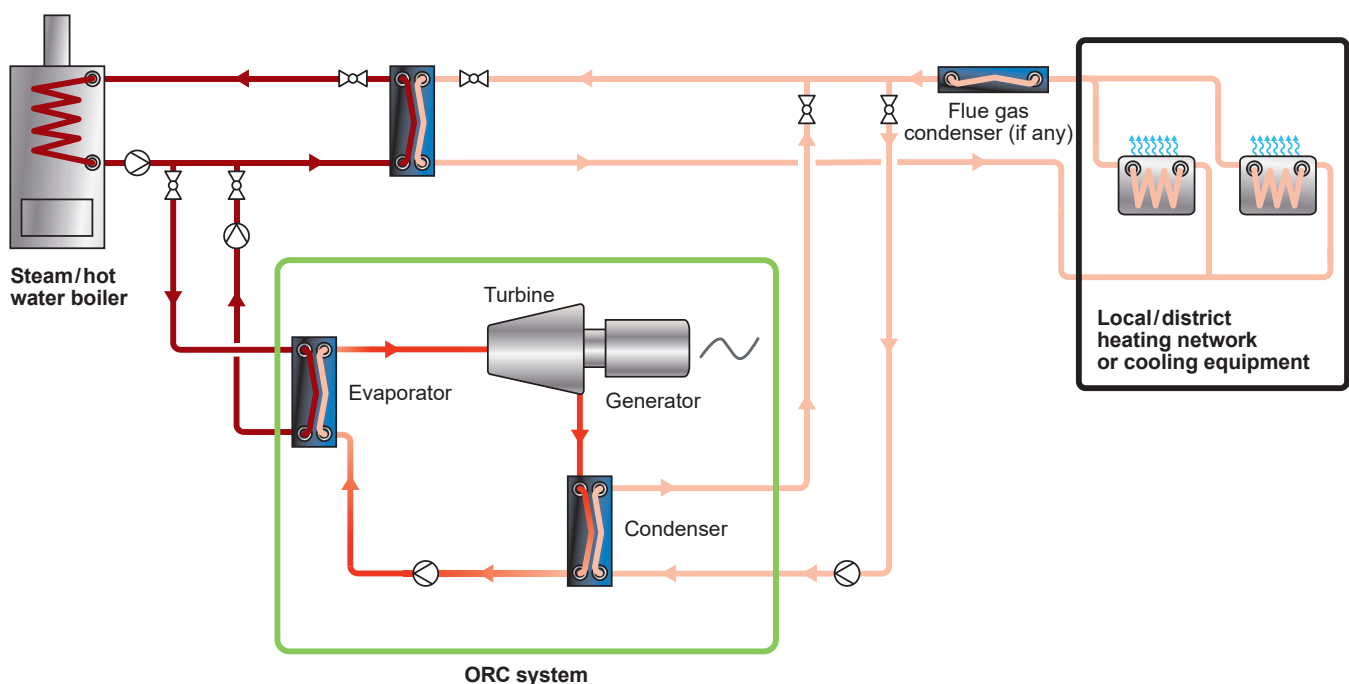 Flue gas
condenser (if any)
Steam/hot
water boiler
Turbine
Evaporator
Generator
Condenser
Local/district
heating network
or cooling equipment
ORC system